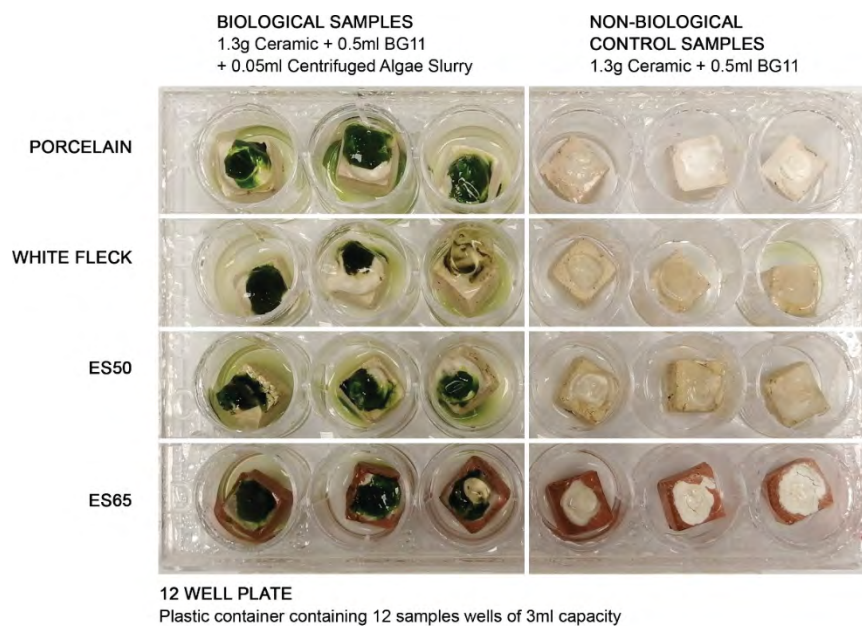 BIOLOGICAL SAMPLES
1.3g Ceramic + 0.5ml BG11
+ 0.05ml Centrifuged Algae Slurry
NON-BIOLOGICAL
CONTROL SAMPLES
1.3g Ceramic + 0.5ml BG11
PORCELAIN
WHITE FLECK
ES50
ES65
12 WELL PLATE
Plastic container containing 12 samples wells of 3ml capacity